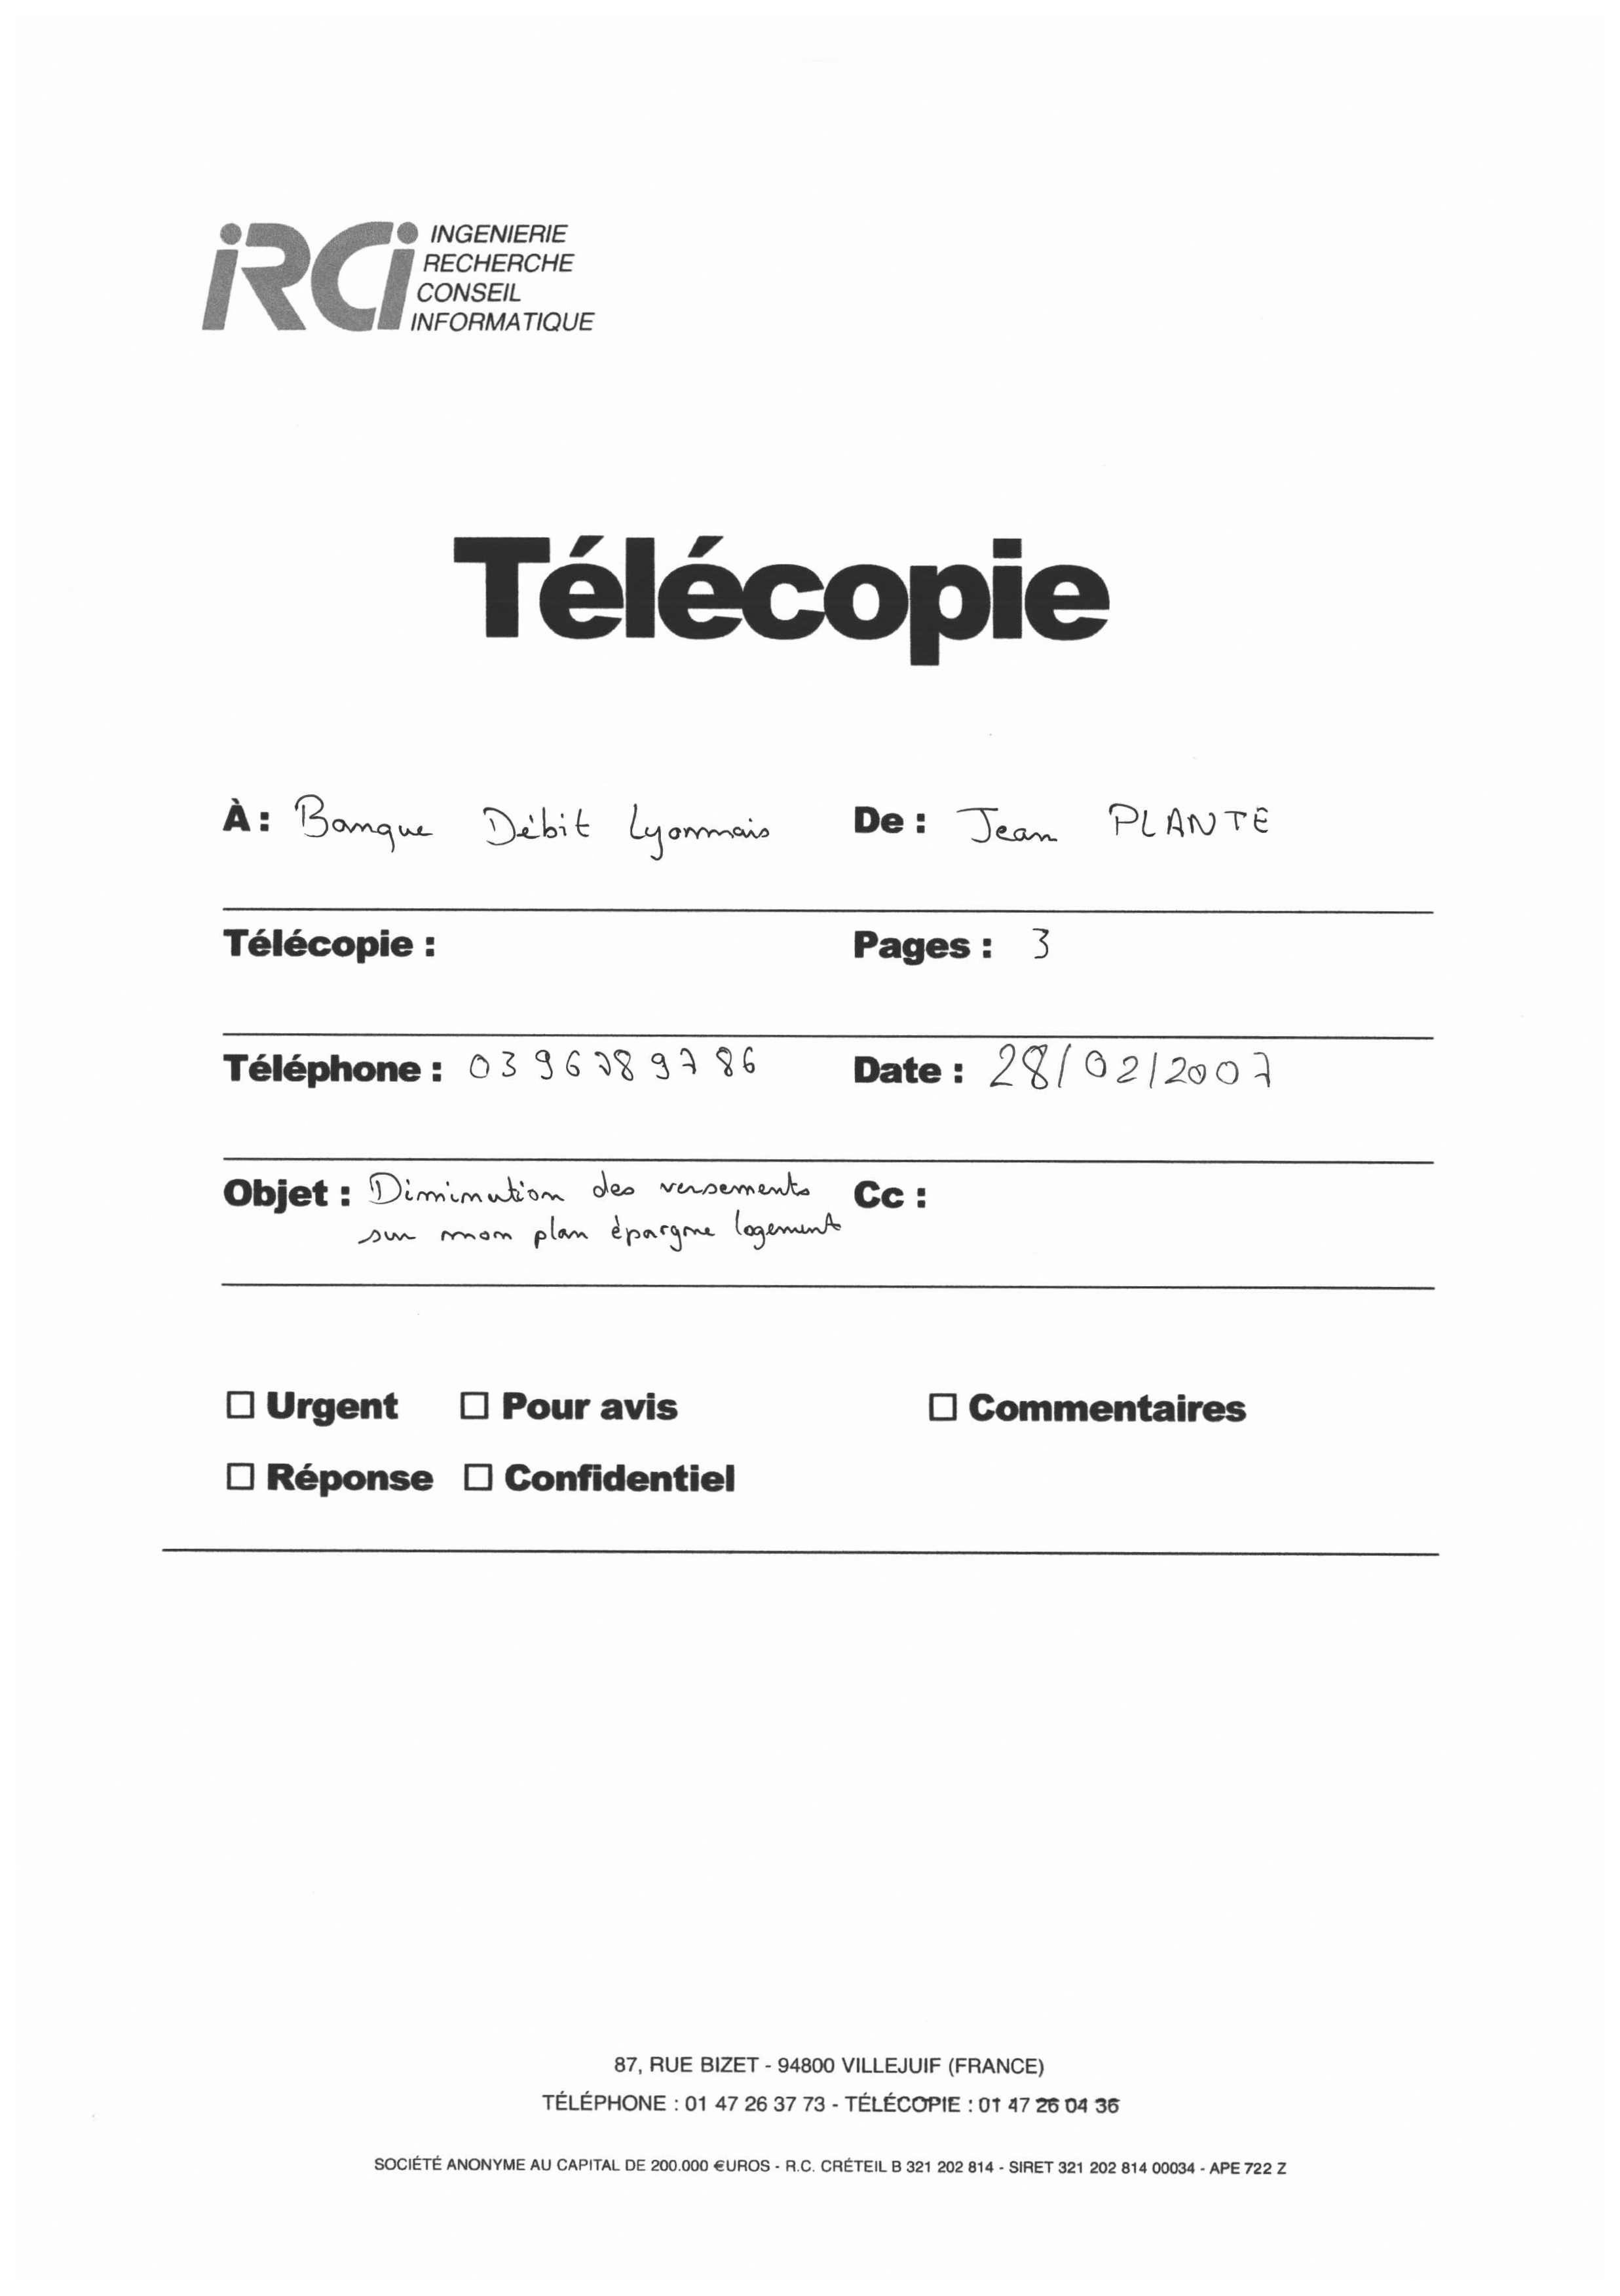 iRCi INGENIERIE
RECHERCHE
CONSEIL
INFORMATIQUE
Télécopie
À : Banque Débit Lyonnais De : Jean PLANTE
Télécopie : Pages : 3
Téléphone : 03 96 78 97 86 Date : 28/02/2007
Objet : Diminution des versements Cc :
sur mon plan épargne logement
☐ Urgent ☐ Pour avis ☐ Commentaires
☐ Réponse ☐ Confidentiel
87, RUE BIZET - 94800 VILLEJUIF (FRANCE)
TÉLÉPHONE : 01 47 26 37 73 - TÉLÉCOPIE : 01 47 26 04 36
SOCIÉTÉ ANONYME AU CAPITAL DE 200.000 €UROS - R.C. CRÉTEIL B 321 202 814 - SIRET 321 202 814 00034 - APE 722 Z